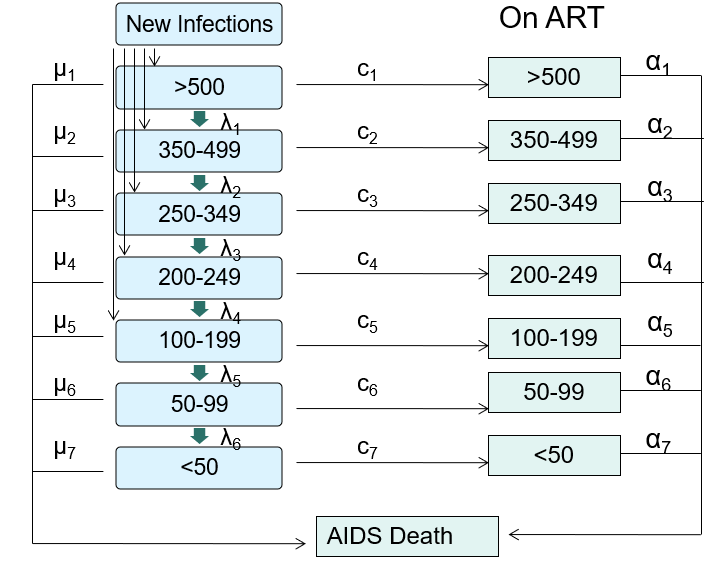 New Infections
On ART
μ1
>500
c1
>500
α1
λ1
μ2
350-499
c2
350-499
α2
λ2
μ3
250-349
c3
250-349
α3
λ3
μ4
200-249
c4
200-249
α4
λ4
μ5
100-199
c5
100-199
α5
λ5
μ6
50-99
c6
50-99
α6
λ6
μ7
<50
c7
<50
α7
AIDS Death